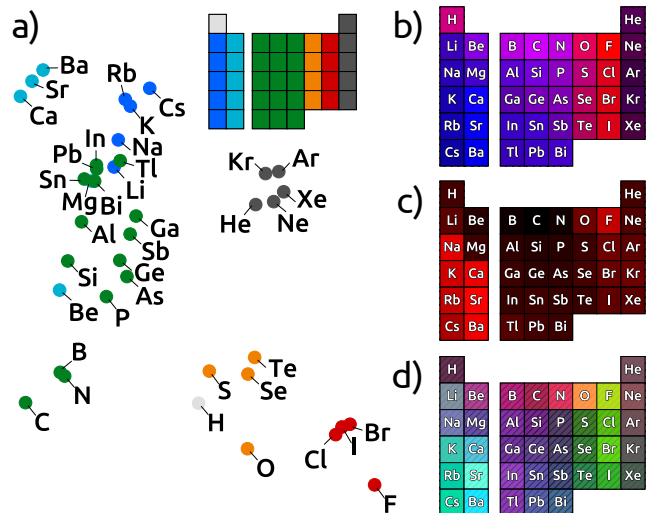 a)
Ba
Sr
Ca
Rb
Cs
K
Na
In
Pb
Tl
Sn
Li
Mg
Bi
Al
Ga
Sb
Si
Ge
As
Be
P
B
N
C
Kr
Ar
Xe
He
Ne
Te
S
Se
H
O
Br
Cl
I
F
b)
H He
Li Be B C N O F Ne
Na Mg Al Si P S Cl Ar
K Ca Ga Ge As Se Br Kr
Rb Sr In Sn Sb Te I Xe
Cs Ba Tl Pb Bi
c)
H He
Li Be B C N O F Ne
Na Mg Al Si P S Cl Ar
K Ca Ga Ge As Se Br Kr
Rb Sr In Sn Sb Te I Xe
Cs Ba Tl Pb Bi
d)
H He
Li Be B C N O F Ne
Na Mg Al Si P S Cl Ar
K Ca Ga Ge As Se Br Kr
Rb Sr In Sn Sb Te I Xe
Cs Ba Tl Pb Bi